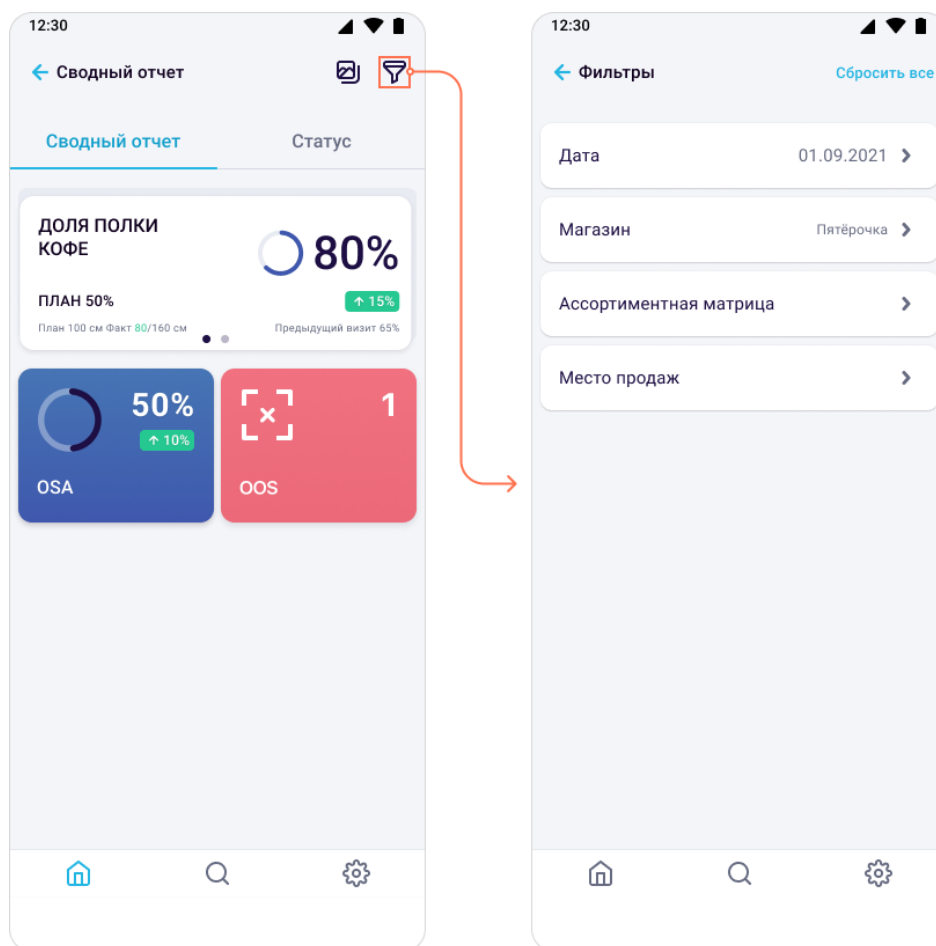 12:30
Сводный отчет
Сводный отчет
Статус
ДОЛЯ ПОЛКИ
КОФЕ
80%
ПЛАН 50%
↑ 15%
План 100 см Факт 80/160 см
Предыдущий визит 65%
50%
↑ 10%
OSA
1
OOS
12:30
Фильтры
Сбросить все
Дата
01.09.2021
Магазин
Пятёрочка
Ассортиментная матрица
Место продаж